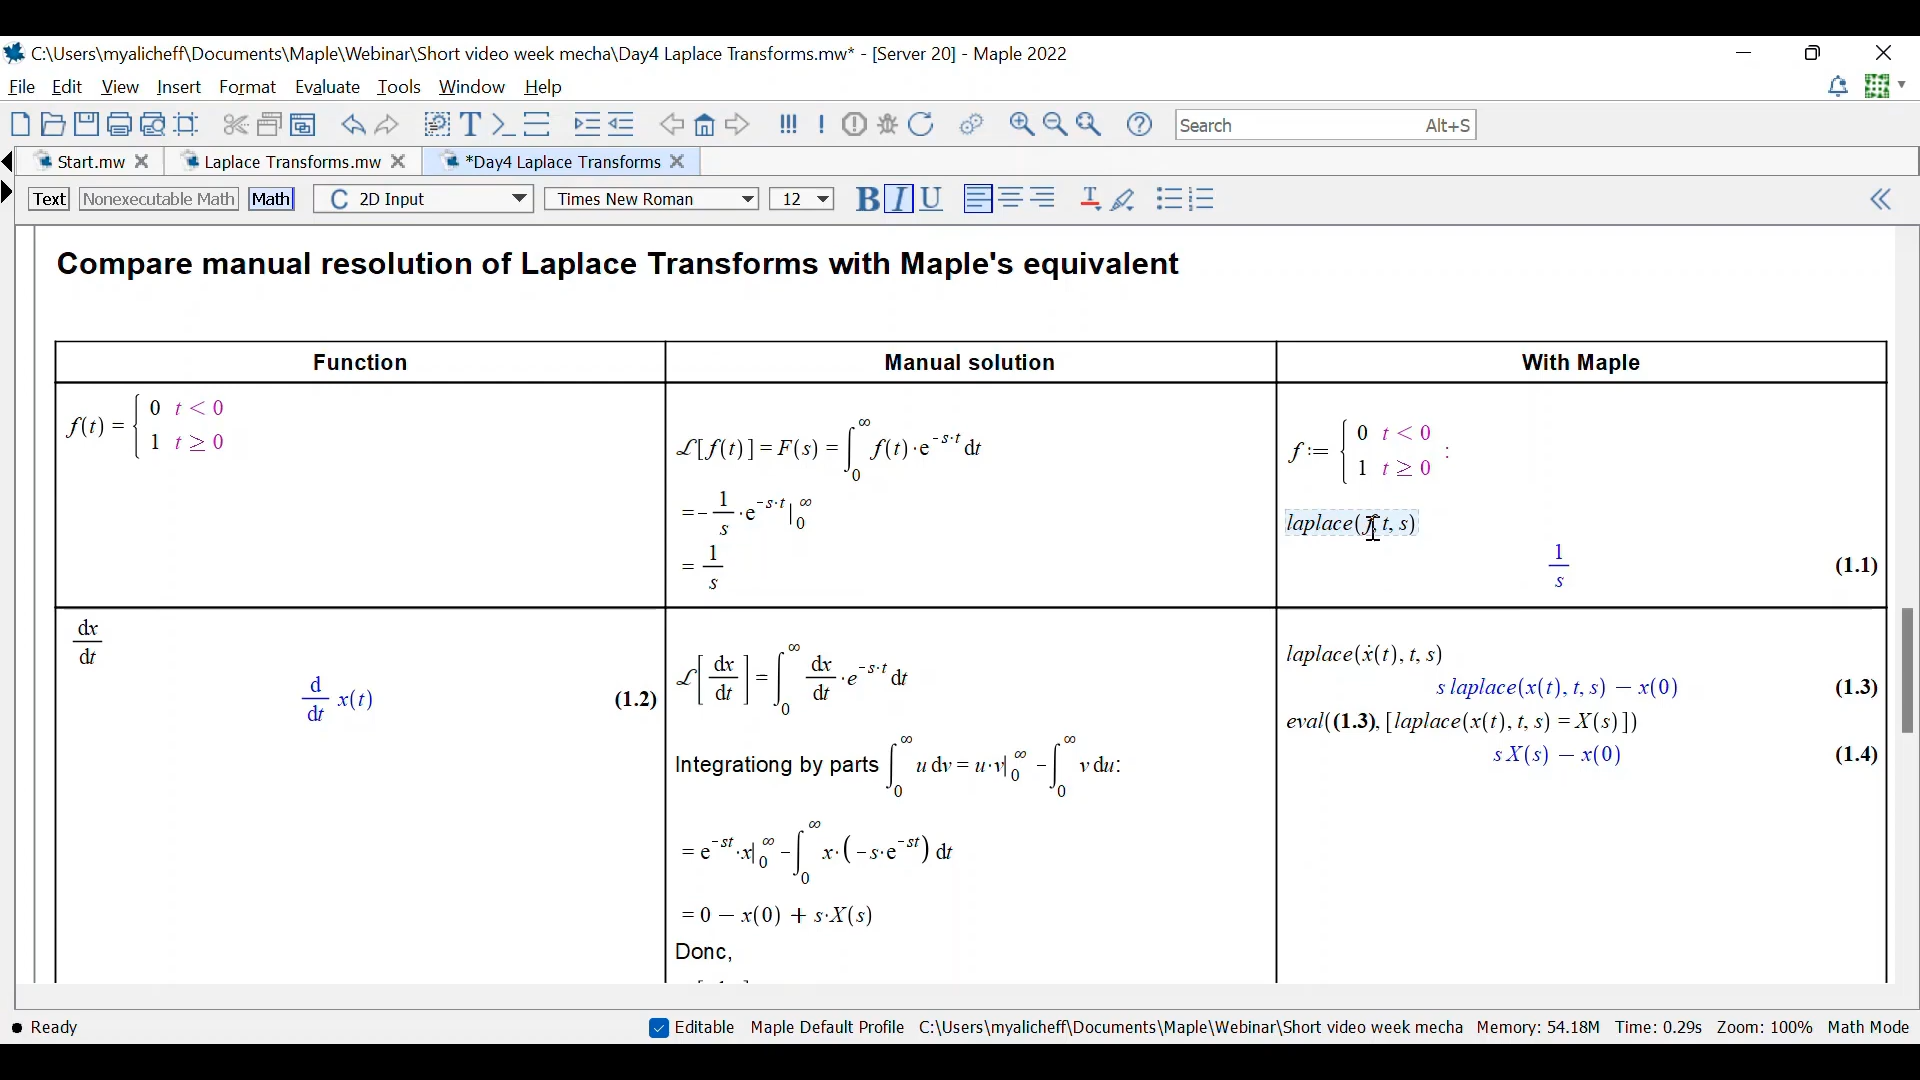 C:\Users\myalicheff\Documents\Maple\Webinar\Short video week mecha\Day4 Laplace Transforms.mw* - [Server 20] - Maple 2022
File Edit View Insert Format Evaluate Tools Window Help
Search Alt+S
Start.mw Laplace Transforms.mw *Day4 Laplace Transforms
Text Nonexecutable Math Math C 2D Input Times New Roman 12 B I U
Compare manual resolution of Laplace Transforms with Maple's equivalent
Function Manual solution With Maple
f(t) = { 0 t < 0
1 t ≥ 0
ℒ[f(t)] = F(s) = ∫₀^∞ f(t)·e^(-s·t) dt
= - 1/s ·e^(-s·t) |₀^∞
= 1/s
f := { 0 t < 0
1 t ≥ 0 :
laplace(f, t, s)
1/s (1.1)
dx/dt
d/dt x(t) (1.2)
ℒ[dx/dt] = ∫₀^∞ dx/dt ·e^(-s·t) dt
Integrationg by parts ∫₀^∞ u dv = u·v|₀^∞ - ∫₀^∞ v du:
= e^(-st)·x|₀^∞ - ∫₀^∞ x·(-s·e^(-st)) dt
= 0 − x(0) + s·X(s)
Donc,
laplace(ẋ(t), t, s)
s laplace(x(t), t, s) − x(0) (1.3)
eval((1.3), [laplace(x(t), t, s) = X(s)])
s X(s) − x(0) (1.4)
Ready Editable Maple Default Profile C:\Users\myalicheff\Documents\Maple\Webinar\Short video week mecha Memory: 54.18M Time: 0.29s Zoom: 100% Math Mode